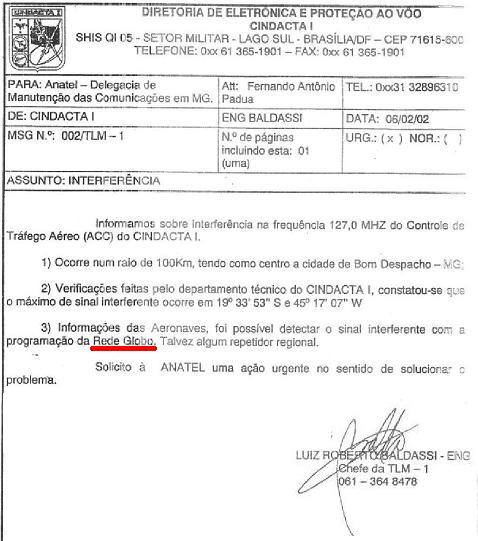 CINDACTA I
DIRETORIA DE ELETRÔNICA E PROTEÇÃO AO VÔO
CINDACTA I
SHIS QI 05 - SETOR MILITAR - LAGO SUL - BRASÍLIA/DF – CEP 71615-600
TELEFONE: 0xx 61 365-1901 – FAX: 0xx 61 365-1901
PARA: Anatel – Delegacia de Manutenção das Comunicações em MG.
Att: Fernando Antônio Padua
TEL.: 0xx31 32896310
DE: CINDACTA I
ENG BALDASSI
DATA: 06/02/02
MSG N.º: 002/TLM – 1
N.º de páginas incluindo esta: 01 (uma)
URG.: ( x ) NOR.: ( )
ASSUNTO: INTERFERÊNCIA
Informamos sobre interferência na frequência 127,0 MHZ do Controle de
Tráfego Aéreo (ACC) do CINDACTA I.
1) Ocorre num raio de 100Km, tendo como centro a cidade de Bom Despacho – MG;
2) Verificações feitas pelo departamento técnico do CINDACTA I, constatou-se que
o máximo de sinal interferente ocorre em 19º 33' 53" S e 45º 17' 07" W
3) Informações das Aeronaves, foi possível detectar o sinal interferente com a
programação da Rede Globo. Talvez algum repetidor regional.
Solicito à ANATEL uma ação urgente no sentido de solucionar o
problema.
LUIZ ROBERTO BALDASSI - ENG
Chefe da TLM – 1
061 – 364 8478